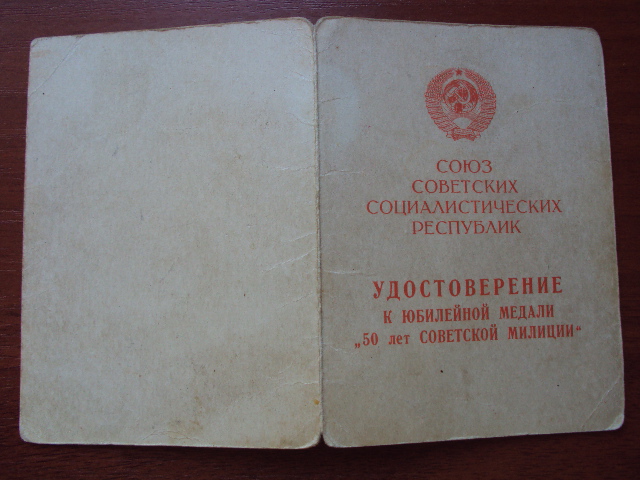 СОЮЗ
СОВЕТСКИХ
СОЦИАЛИСТИЧЕСКИХ
РЕСПУБЛИК
УДОСТОВЕРЕНИЕ
К ЮБИЛЕЙНОЙ МЕДАЛИ
„50 лет СОВЕТСКОЙ МИЛИЦИИ“